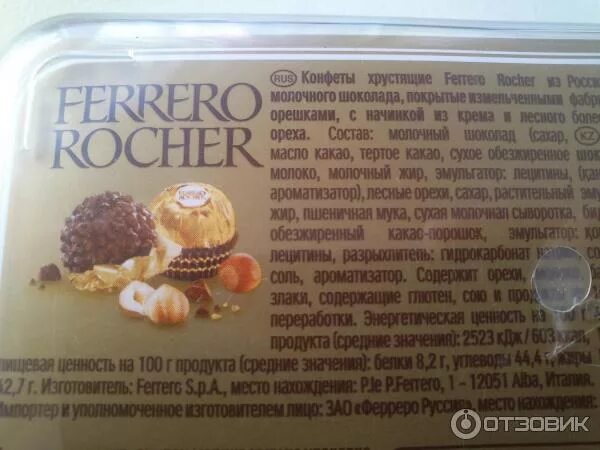 FERRERO
ROCHER
RUS Конфеты хрустящие Ferrero Rocher из
молочного шоколада, покрытые измельченными
орешками, с начинкой из крема и лесного
ореха. Состав: молочный шоколад (сахар,
масло какао, тертое какао, сухое обезжиренное
молоко, молочный жир, эмульгатор: лецитины,
ароматизатор), лесные орехи, сахар, растительный
жир, пшеничная мука, сухая молочная сыворотка,
обезжиренный какао-порошок, эмульгатор:
лецитины, разрыхлитель: гидрокарбонат
соль, ароматизатор. Содержит орехи,
злаки, содержащие глютен, сою и продукты
переработки. Энергетическая ценность на
продукта (средние значения): 2523 кДж / 603 ккал,
пищевая ценность на 100 г продукта (средние значения): белки 8,2 г, углеводы 44,4 г, жиры
42,7 г. Изготовитель: Ferrero S.p.A., место нахождения: P.le P.Ferrero, 1 – 12051 Alba, Италия.
Импортер и уполномоченное изготовителем лицо: ЗАО «Ферреро Руссия», место нахождения:
KZ
ОТЗОВИК